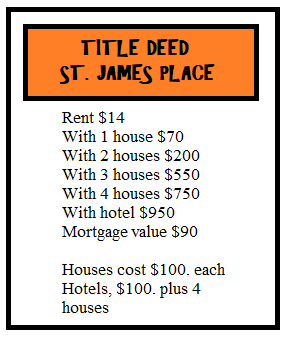 TITLE DEED
ST. JAMES PLACE
Rent $14
With 1 house $70
With 2 houses $200
With 3 houses $550
With 4 houses $750
With hotel $950
Mortgage value $90
Houses cost $100. each
Hotels, $100. plus 4
houses